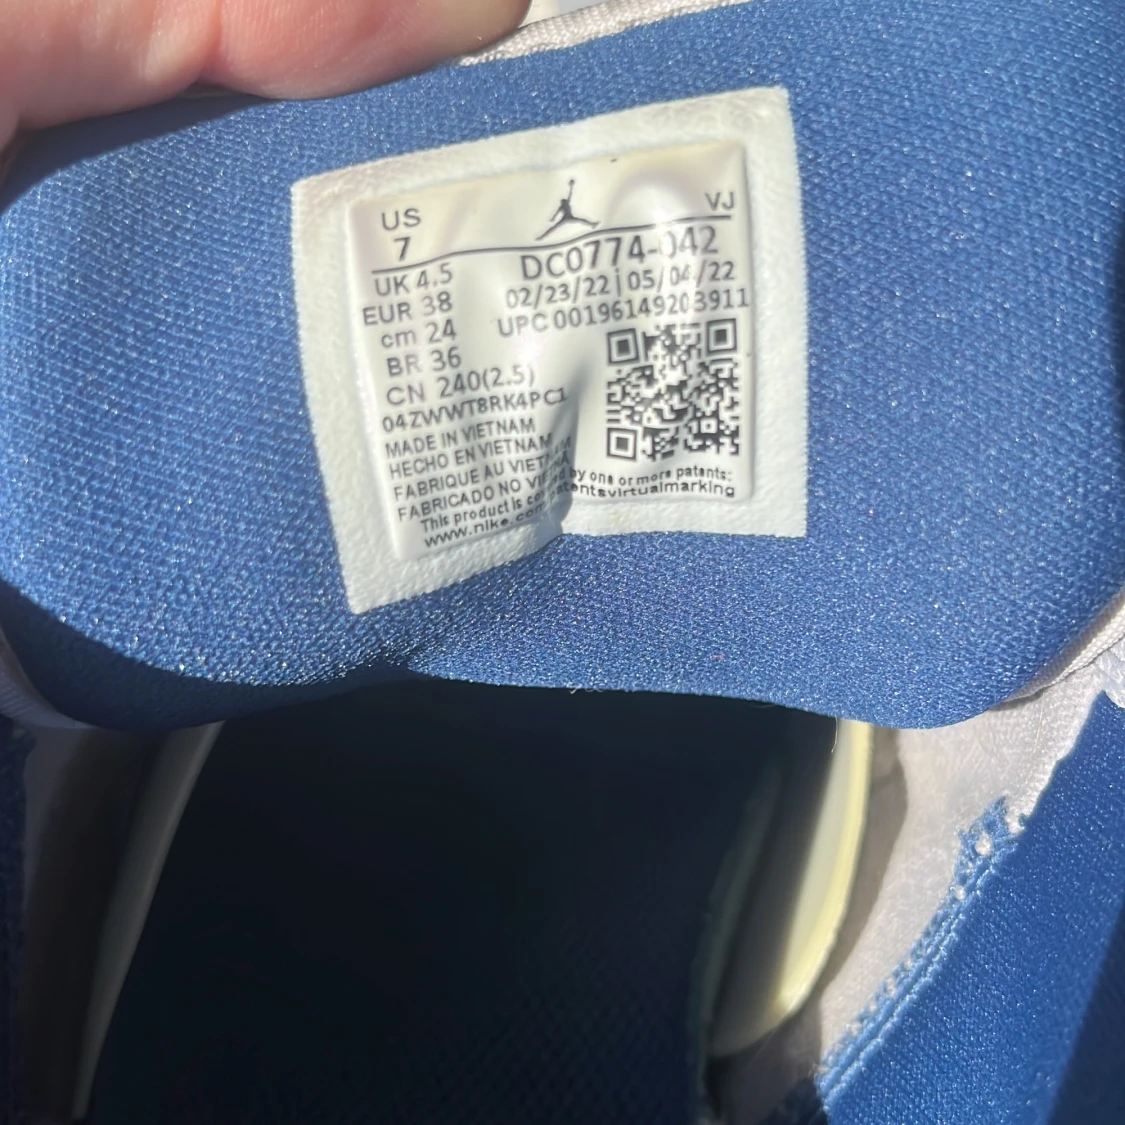 US
7
VJ
UK 4.5
EUR 38
cm 24
BR 36
CN 240(2.5)
DC0774-042
02/23/22 | 05/04/22
UPC 00196149203911
04ZWWT8RK4PC1
MADE IN VIETNAM
HECHO EN VIETNAM
FABRIQUE AU VIETNAM
FABRICADO NO VIETNÃ
This product is by one or more patents:
www.nike.com